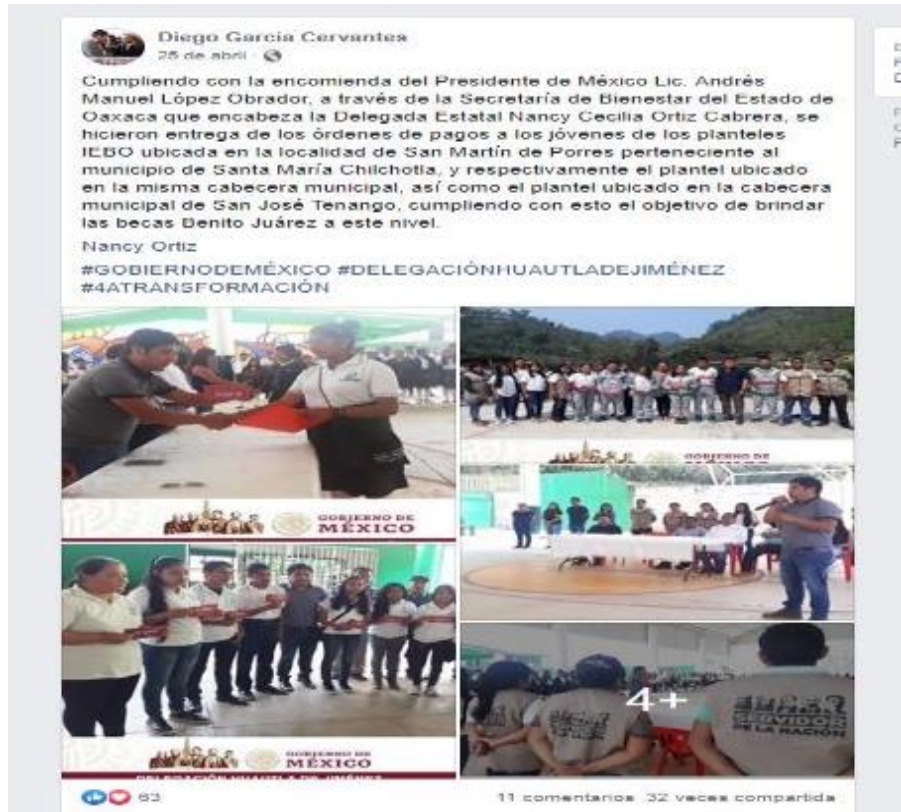 Diego García Cervantes
25 de abril
Cumpliendo con la encomienda del Presidente de México Lic. Andrés
Manuel López Obrador, a través de la Secretaría de Bienestar del Estado de
Oaxaca que encabeza la Delegada Estatal Nancy Cecilia Ortiz Cabrera, se
hicieron entrega de los órdenes de pagos a los jóvenes de los planteles
IEBO ubicada en la localidad de San Martín de Porres perteneciente al
municipio de Santa María Chilchotla, y respectivamente el plantel ubicado
en la misma cabecera municipal, así como el plantel ubicado en la cabecera
municipal de San José Tenango, cumpliendo con esto el objetivo de brindar
las becas Benito Juárez a este nivel.
Nancy Ortiz
#GOBIERNODEMÉXICO #DELEGACIÓNHUAUTLADEJIMÉNEZ
#4ATRANSFORMACIÓN
GOBIERNO DE
MÉXICO
GOBIERNO DE
GOBIERNO DE
MÉXICO
DELEGACIÓN HUAUTLA DE JIMÉNEZ
4+
SERVIDOR
DE LA NACIÓN
63
11 comentarios 32 veces compartida